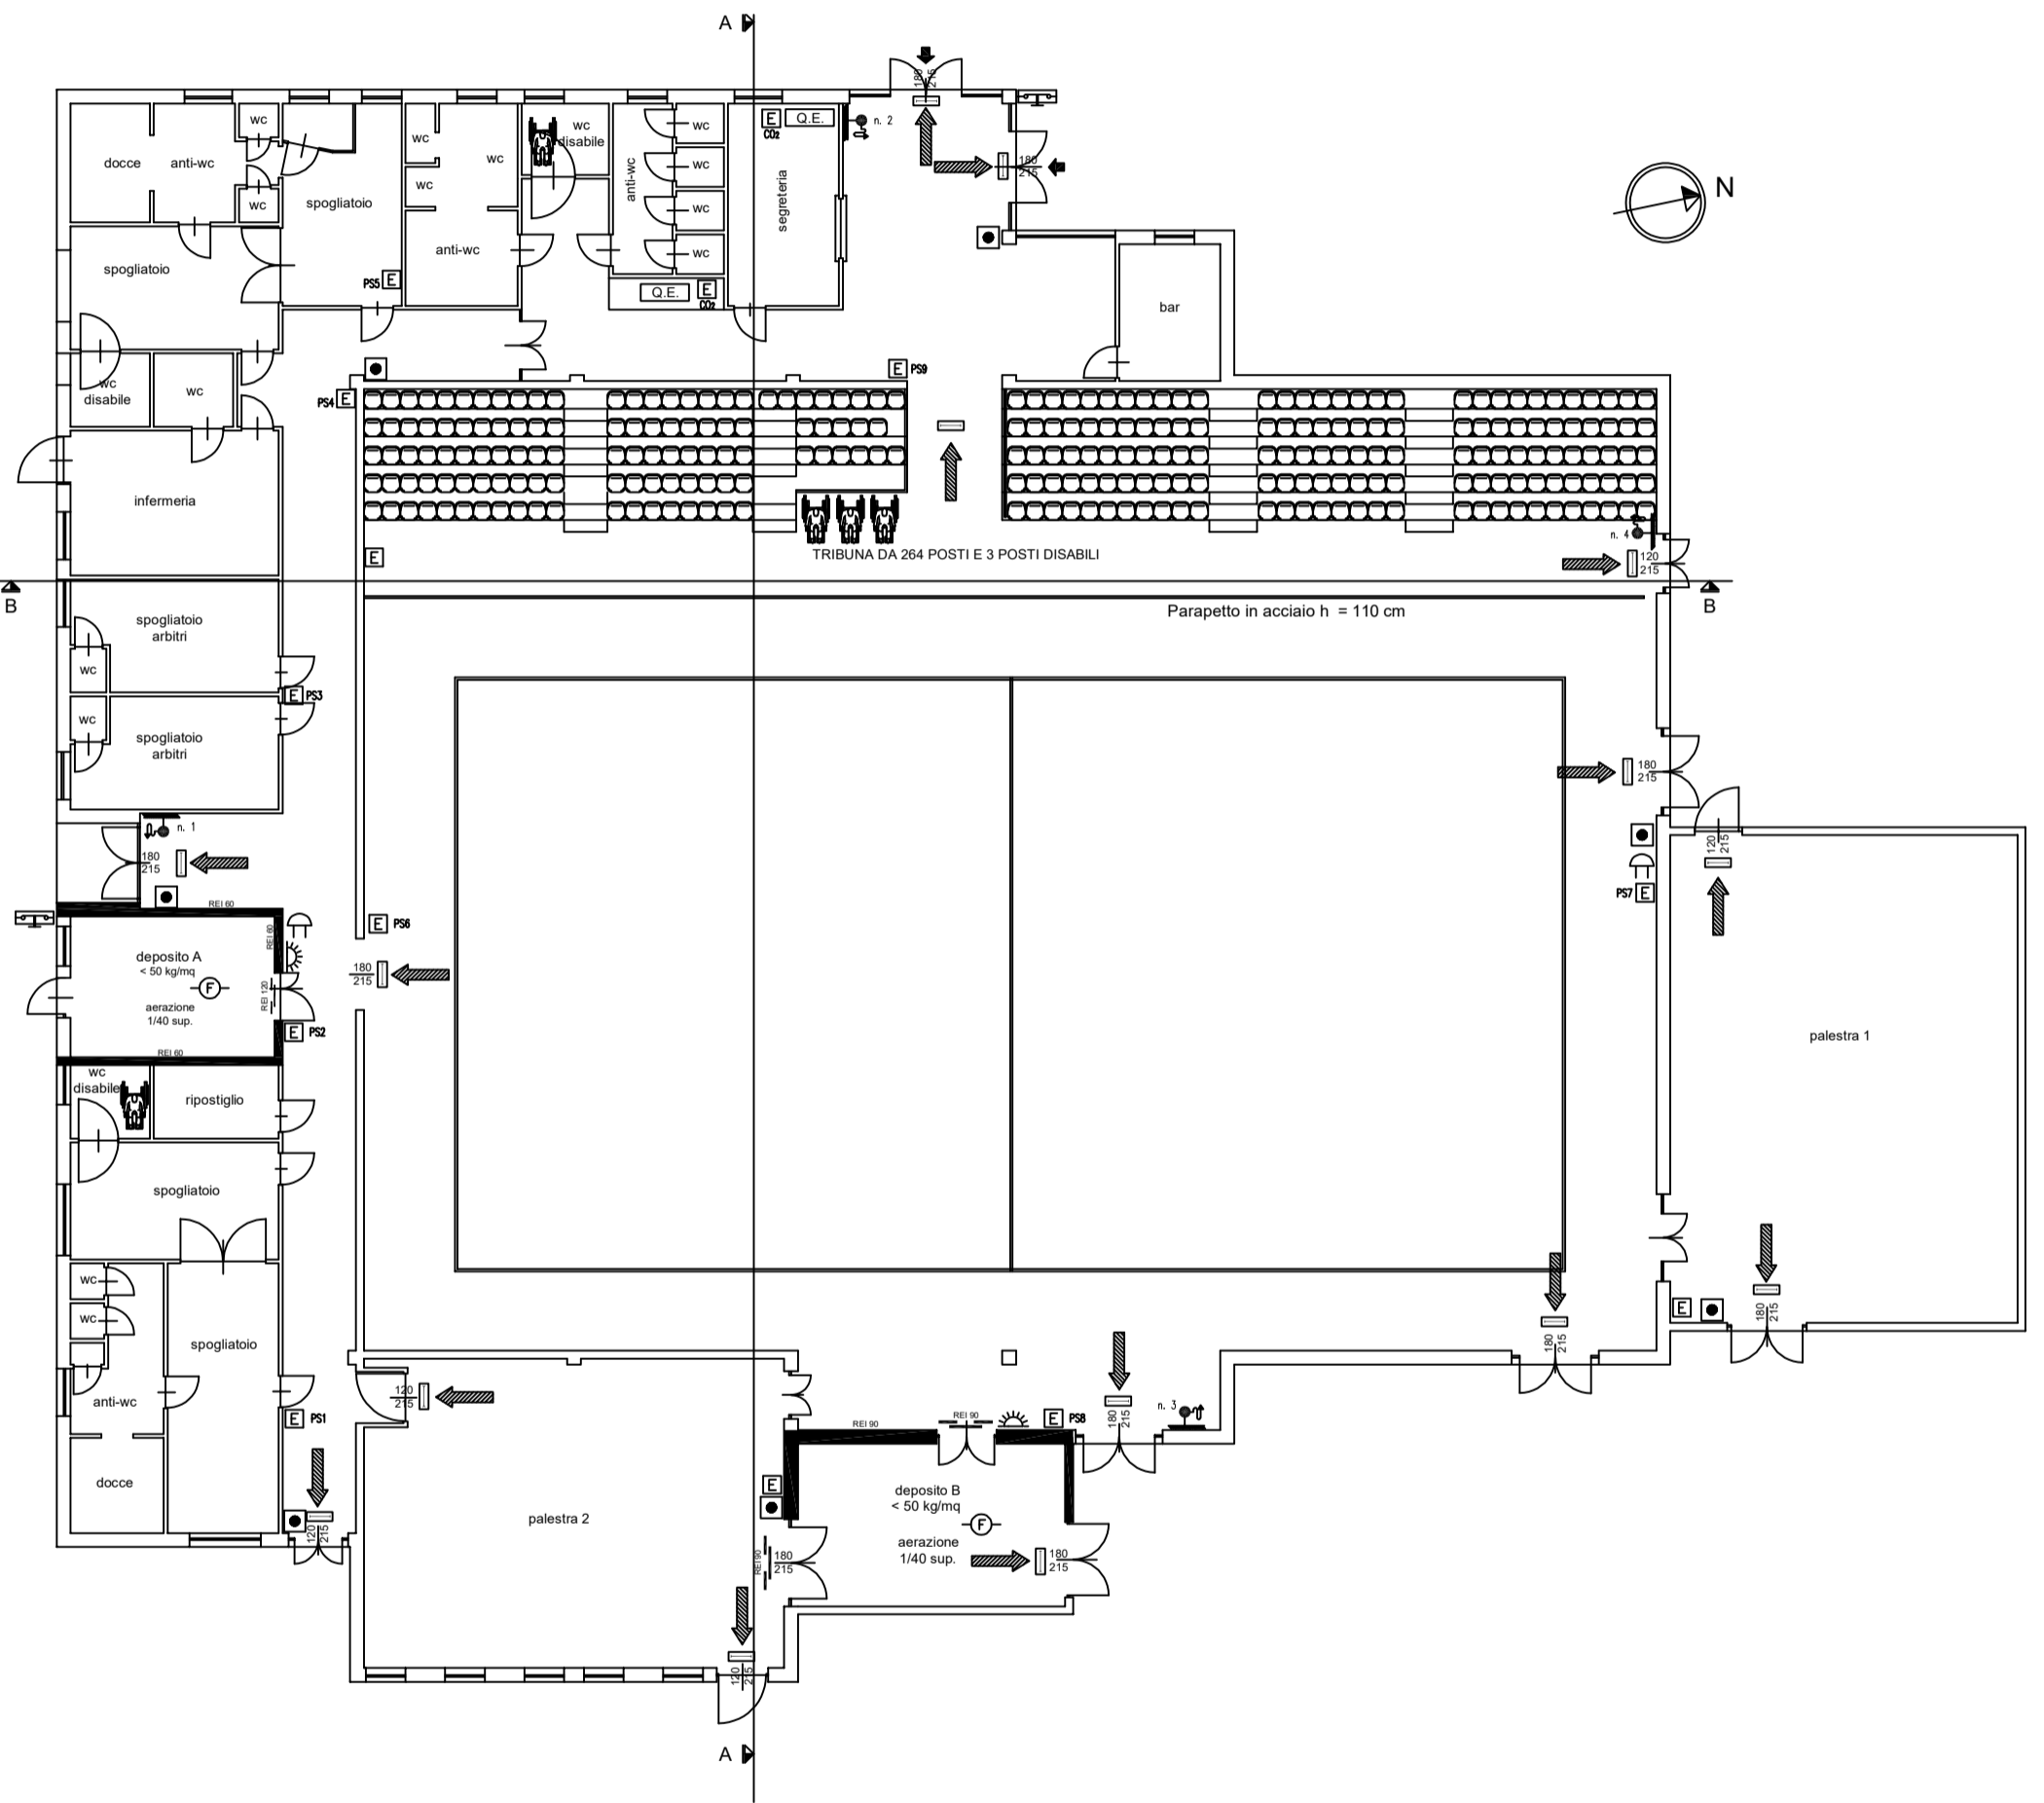 A
180
215
E
Q.E.
CO2
n. 2
wc
wc
disabile
wc
wc
wc
docce
anti-wc
wc
anti-wc
wc
180
215
N
wc
segreteria
wc
spogliatoio
wc
anti-wc
wc
spogliatoio
PS5
E
Q.E.
E
CO2
bar
E
PS9
wc
disabile
wc
PS4
E
infermeria
n. 4
E
TRIBUNA DA 264 POSTI E 3 POSTI DISABILI
120
215
B
B
Parapetto in acciaio h = 110 cm
spogliatoio
arbitri
wc
E
PS3
wc
spogliatoio
arbitri
180
215
n. 1
180
215
120
215
PS7
E
REI 60
E
PS6
REI 60
deposito A
< 50 kg/mq
F
aerazione
1/40 sup.
REI 120
180
215
E
PS2
palestra 1
REI 60
wc
disabile
ripostiglio
spogliatoio
wc
wc
spogliatoio
E
180
215
180
215
120
215
anti-wc
E
PS1
n. 3
180
215
REI 90
REI 90
E
PS8
docce
E
deposito B
< 50 kg/mq
palestra 2
F
120
215
aerazione
1/40 sup.
REI 90
180
215
180
215
120
215
A